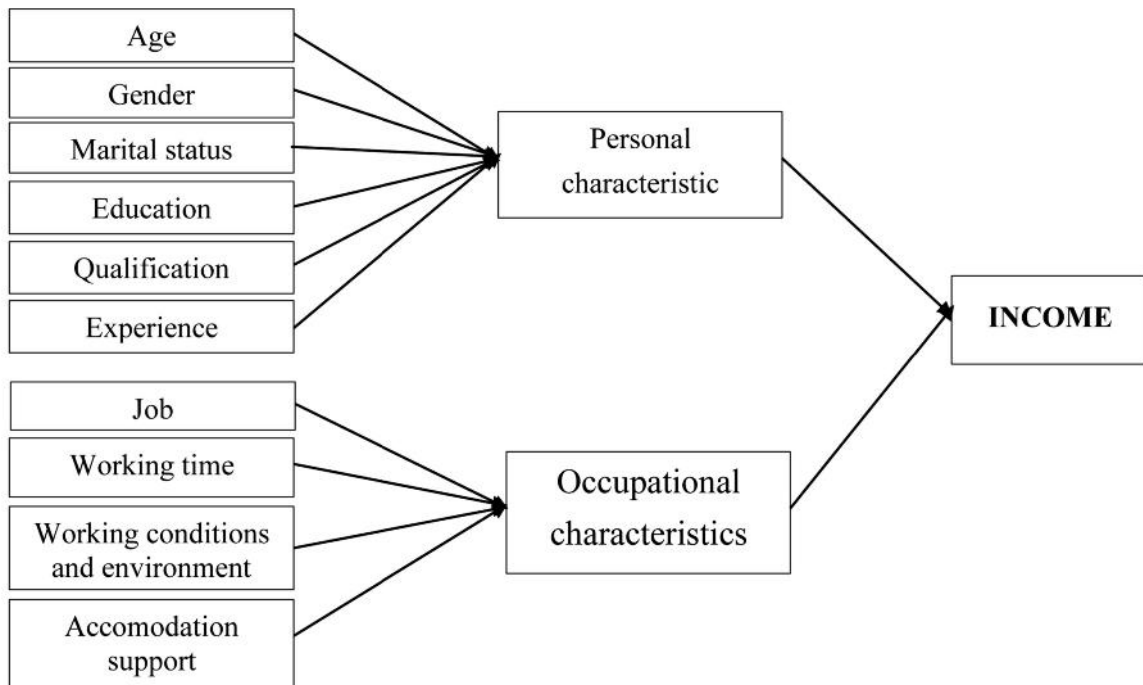 Age
Gender
Marital status
Education
Qualification
Experience
Personal
characteristic
INCOME
Job
Working time
Working conditions
and environment
Accomodation
support
Occupational
characteristics